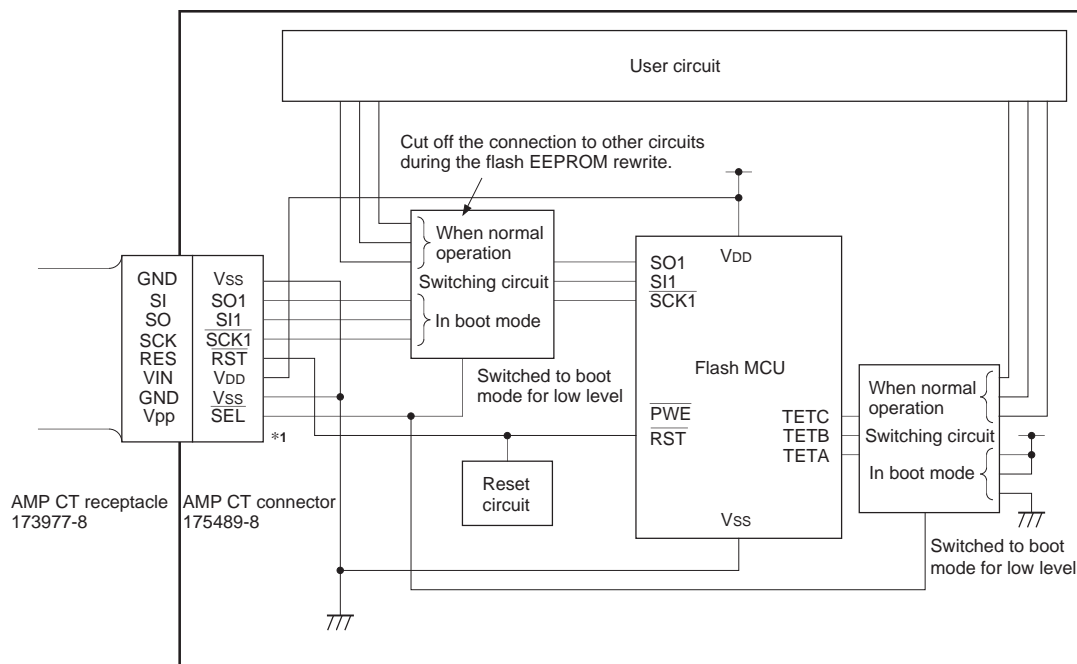 User circuit
Cut off the connection to other circuits
during the flash EEPROM rewrite.
When normal
operation
Switching circuit
In boot mode
Switched to boot
mode for low level
GND
SI
SO
SCK
RES
VIN
GND
Vpp
VSS
SO1
SI1
SCK1
RST
VDD
VSS
SEL
*1
AMP CT receptacle
173977-8
AMP CT connector
175489-8
Reset
circuit
VDD
SO1
SI1
SCK1
Flash MCU
PWE
RST
TETC
TETB
TETA
VSS
When normal
operation
Switching circuit
In boot mode
Switched to boot
mode for low level